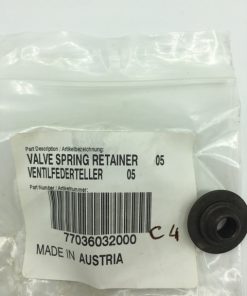 Part Description / Artikelbezeichnung:
VALVE SPRING RETAINER 05
VENTILFEDERTELLER 05
Part Number / Artikelnummer:
77036032000
C4
MADE IN AUSTRIA